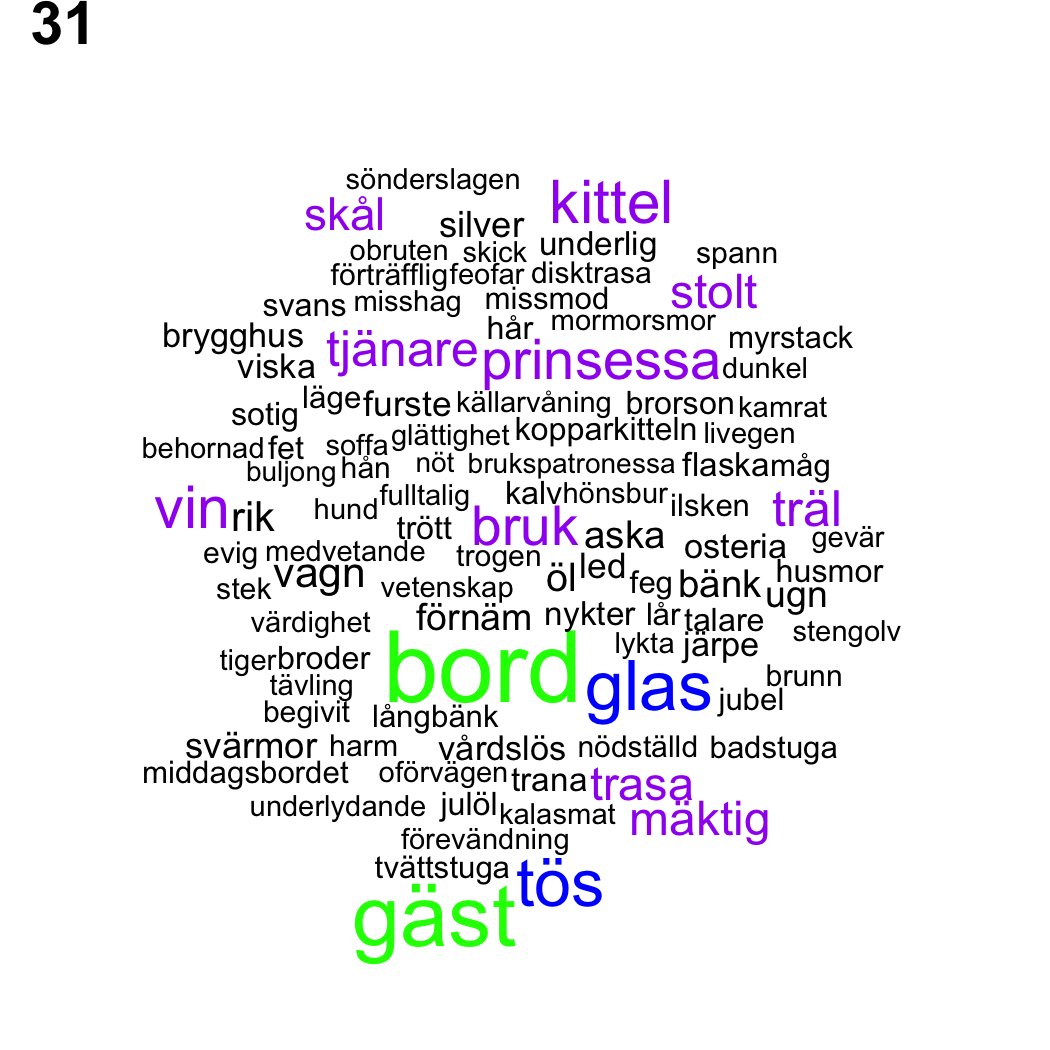 31
sönderslagen kittel
skål silver
obruten skick underlig spann
förträfflig feofar disktrasa stolt
svans misshag missmod
brygghus tjänare hår mormorsmor myrstack
viska prinsessa dunkel
sotig läge furste källarvåning brorson kamrat
behornad fet soffa glättighet kopparkitteln livegen
buljong hån nöt brukspatronessa flaska måg
vin rik hund fulltalig kalv hönsbur ilsken träl
trött bruk aska osteria gevär
evig medvetande trogen
stek vagn vetenskap öl led feg bänk husmor ugn
värdighet förnäm nykter lår talare stengolv
tiger broder bord lykta järpe brunn
tävling glas jubel
begivit långbänk
svärmor harm vårdslös nödställd badstuga
middagsbordet oförvägen trana trasa
underlydande julöl kalasmat mäktig
förevändning
tvättstuga tös
gäst